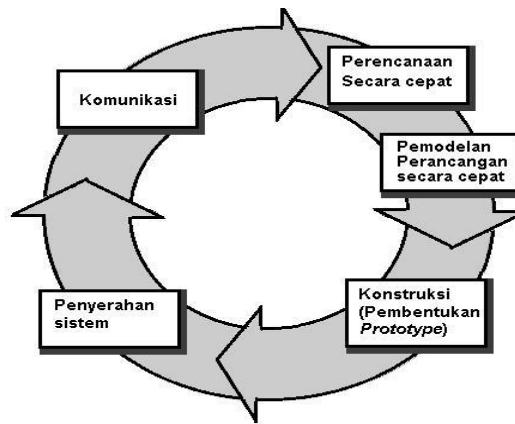 Komunikasi
Perencanaan
Secara cepat
Pemodelan
Perancangan
secara cepat
Konstruksi
(Pembentukan
Prototype)
Penyerahan
sistem